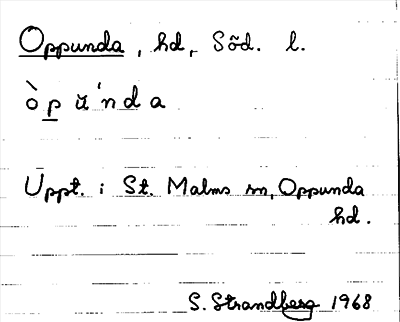 Oppunda, hd, Söd. l.
òpŭ'nda
Uppt. i St. Malms sn, Oppunda
hd.
S. Strandberg 1968